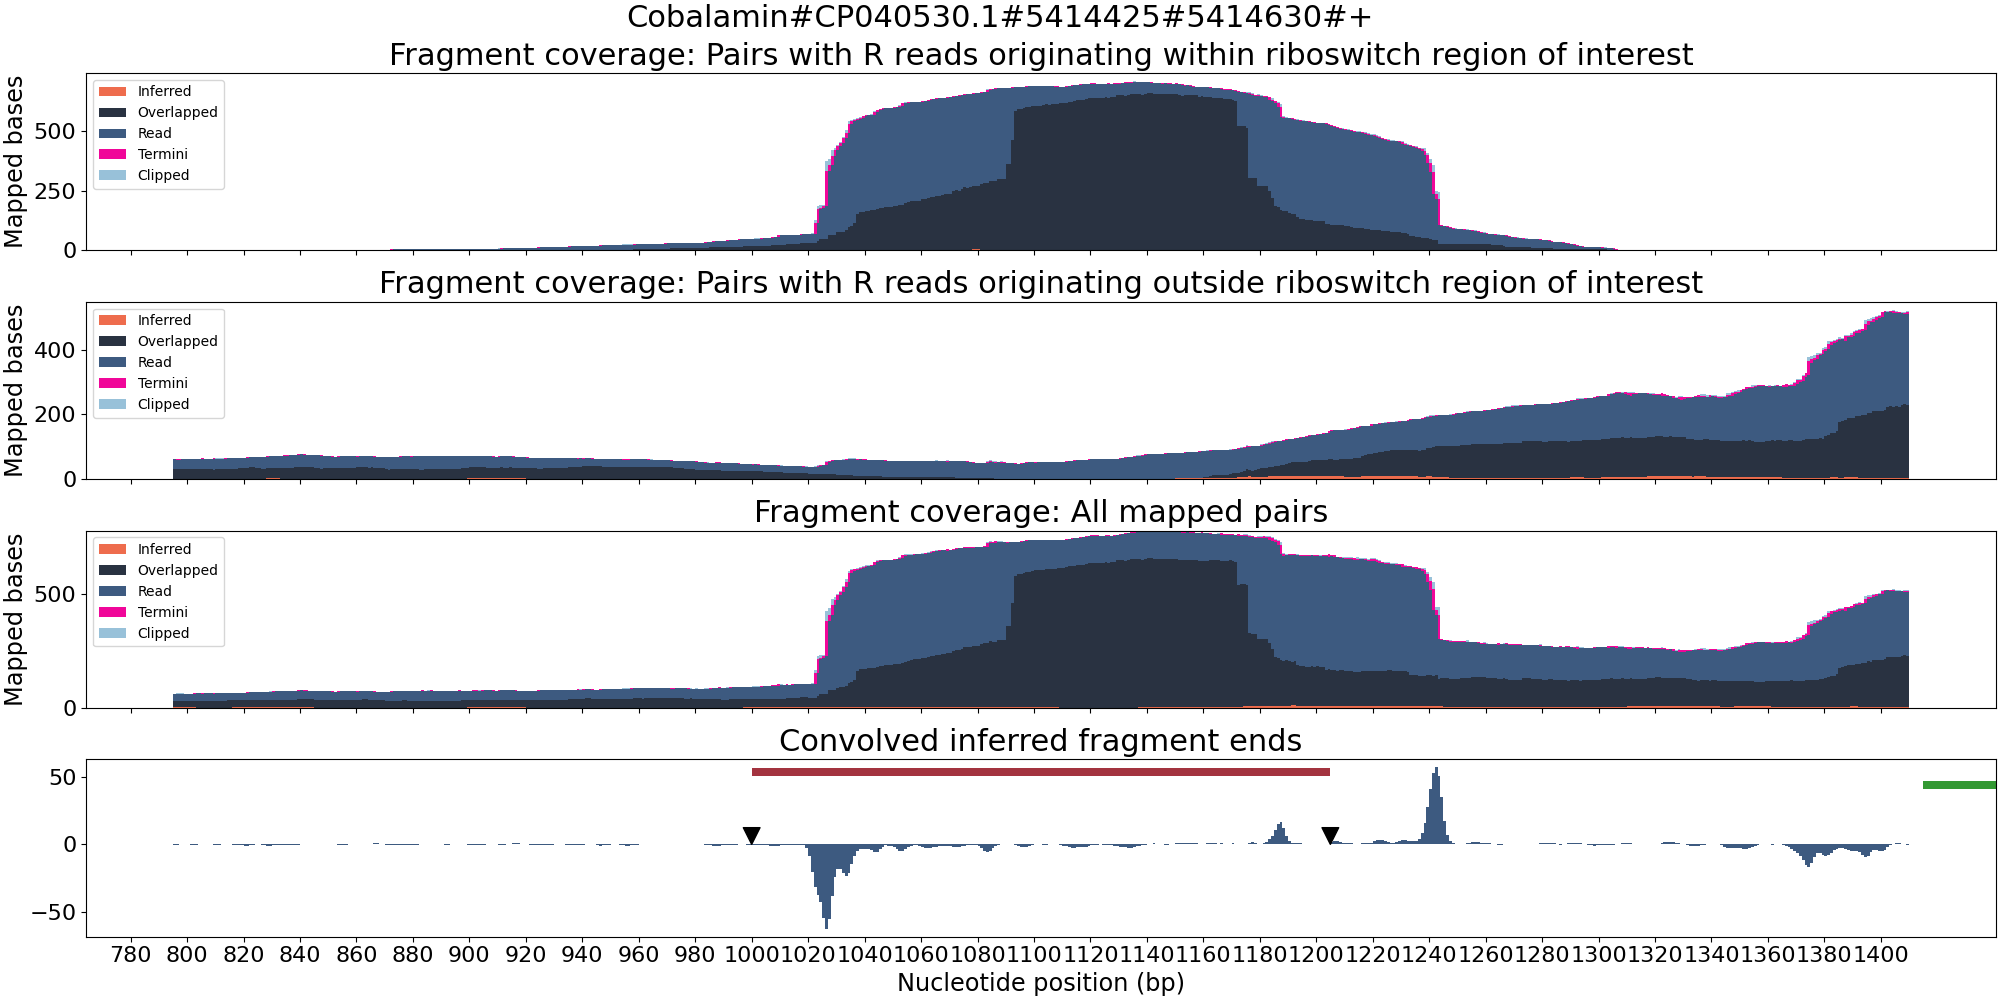 Cobalamin#CP040530.1#5414425#5414630#+
Fragment coverage: Pairs with R reads originating within riboswitch region of interest
Mapped bases
500
250
0
Inferred
Overlapped
Read
Termini
Clipped
Fragment coverage: Pairs with R reads originating outside riboswitch region of interest
Mapped bases
400
200
0
Inferred
Overlapped
Read
Termini
Clipped
Fragment coverage: All mapped pairs
Mapped bases
500
0
Inferred
Overlapped
Read
Termini
Clipped
Convolved inferred fragment ends
50
0
−50
780 800 820 840 860 880 900 920 940 960 980 1000 1020 1040 1060 1080 1100 1120 1140 1160 1180 1200 1220 1240 1260 1280 1300 1320 1340 1360 1380 1400
Nucleotide position (bp)